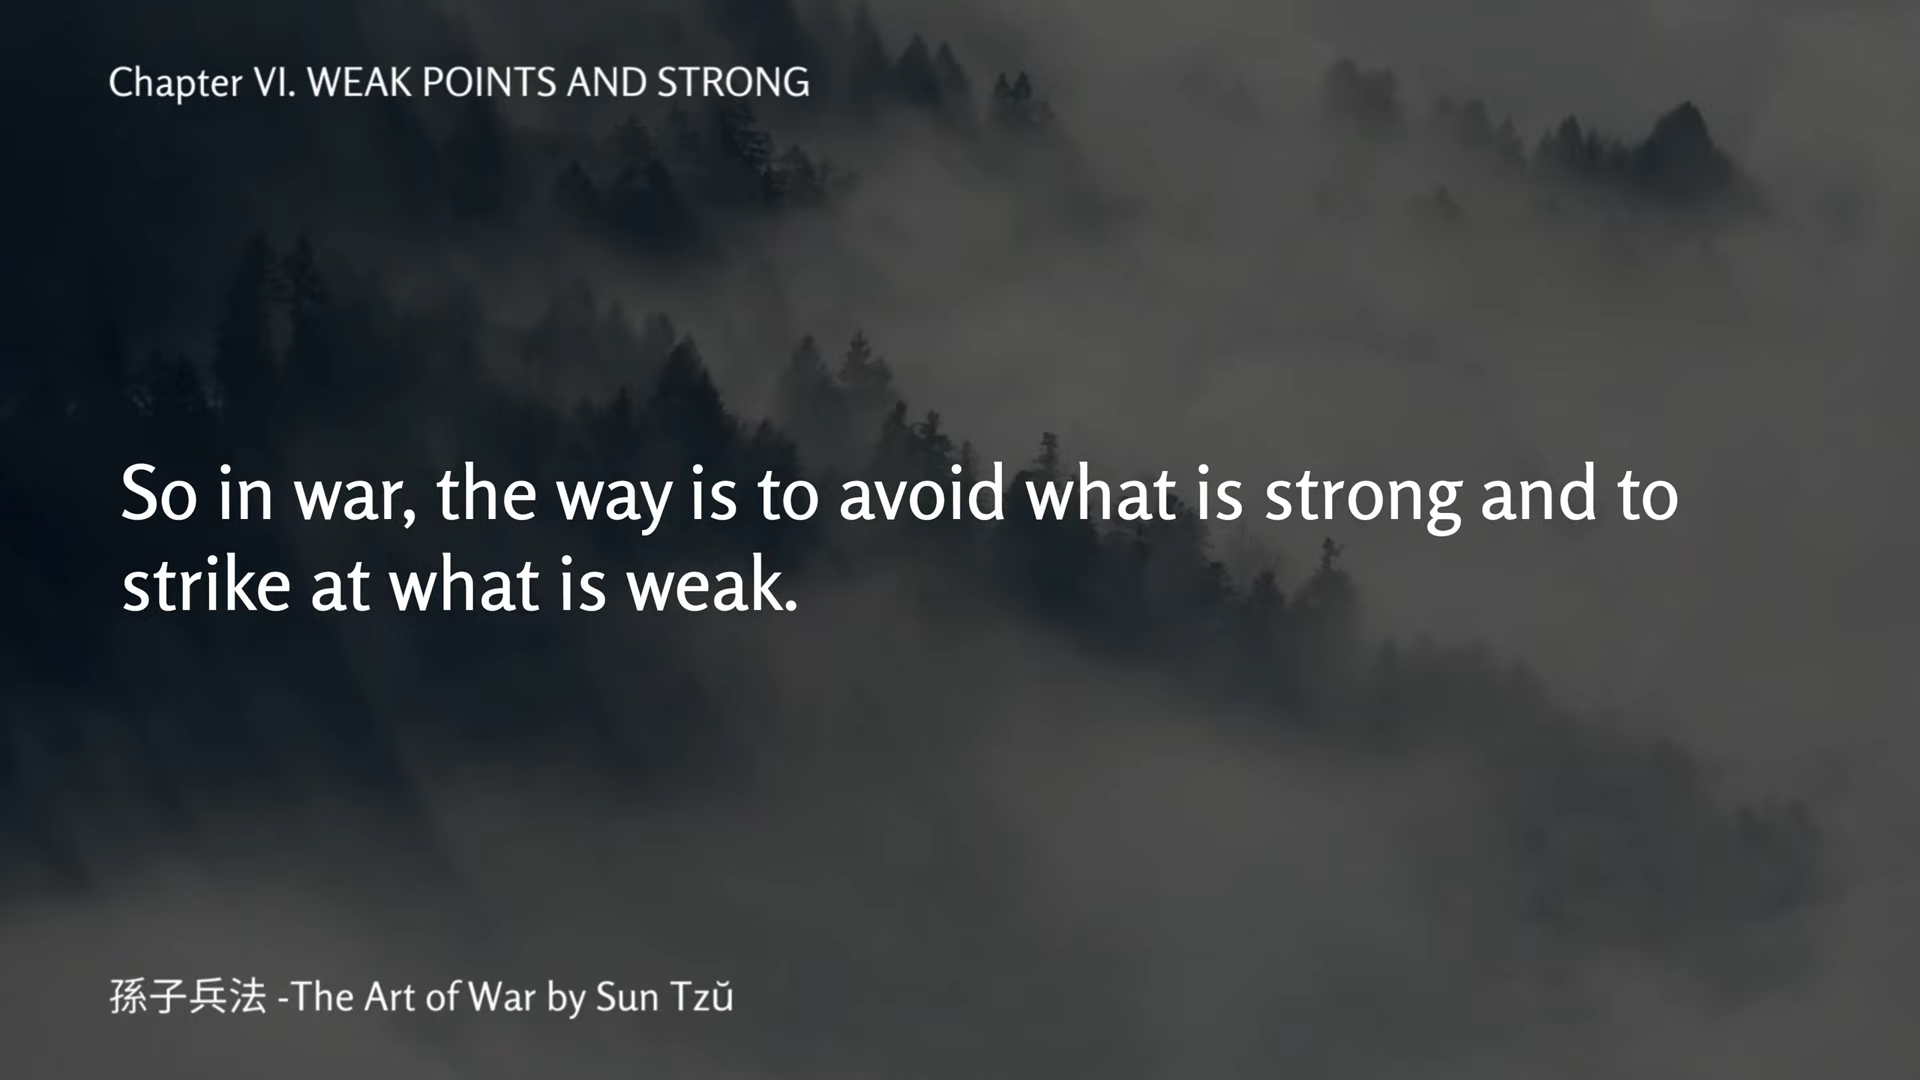 Chapter VI. WEAK POINTS AND STRONG
So in war, the way is to avoid what is strong and to
strike at what is weak.
孫子兵法 -The Art of War by Sun Tzŭ